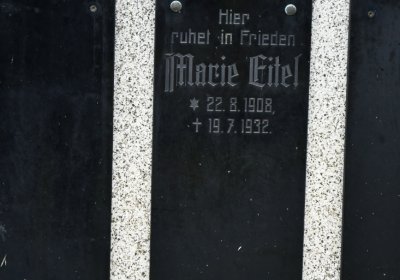 Hier
ruhet in Frieden
Marie Eitel
* 22.8.1908,
✝ 19.7.1932.